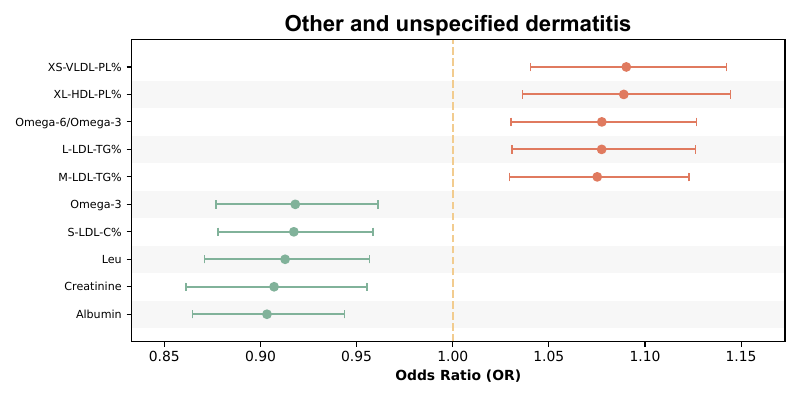 Other and unspecified dermatitis
XS-VLDL-PL%
XL-HDL-PL%
Omega-6/Omega-3
L-LDL-TG%
M-LDL-TG%
Omega-3
S-LDL-C%
Leu
Creatinine
Albumin
0.85 0.90 0.95 1.00 1.05 1.10 1.15
Odds Ratio (OR)